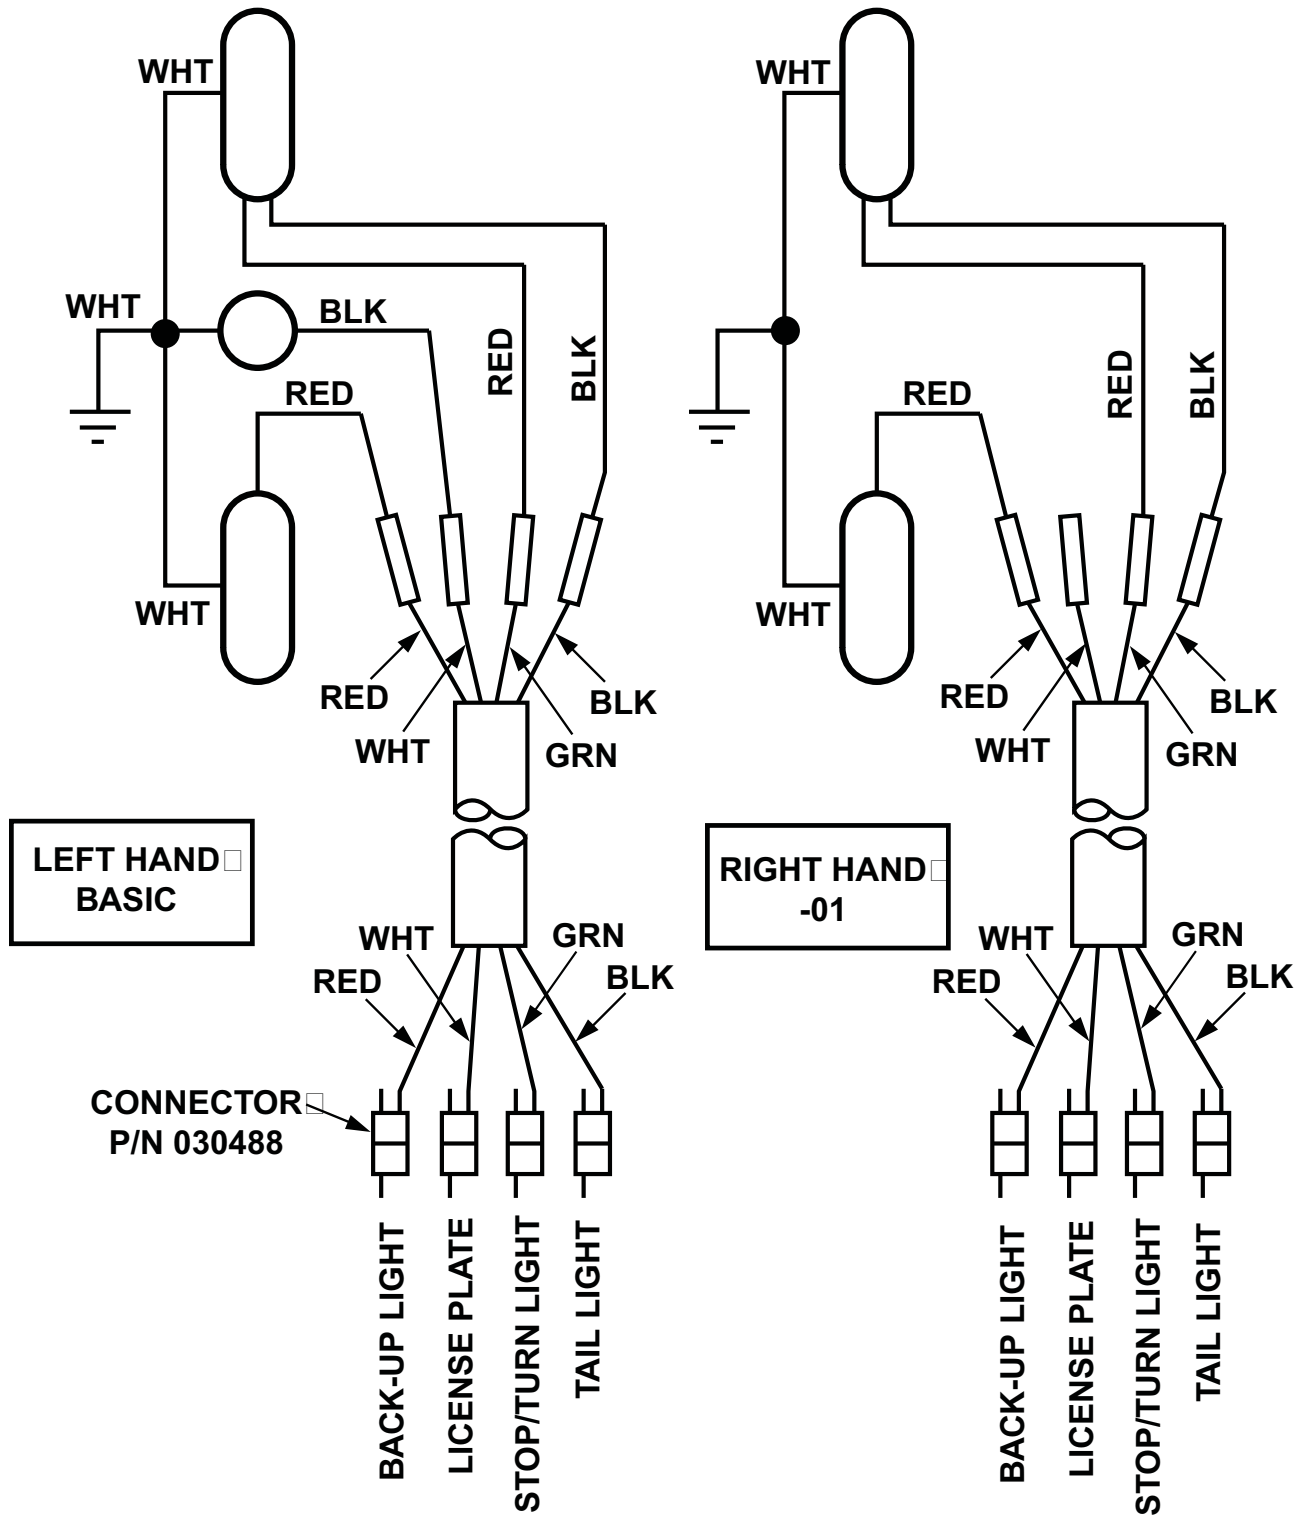 WHT
WHT
WHT
BLK
RED
RED
BLK
WHT
RED
WHT
GRN
BLK
LEFT HAND
BASIC
WHT
GRN
RED
BLK
CONNECTOR
P/N 030488
BACK-UP LIGHT
LICENSE PLATE
STOP/TURN LIGHT
TAIL LIGHT
WHT
RED
RED
BLK
WHT
RED
WHT
GRN
BLK
RIGHT HAND
-01
WHT
GRN
RED
BLK
BACK-UP LIGHT
LICENSE PLATE
STOP/TURN LIGHT
TAIL LIGHT